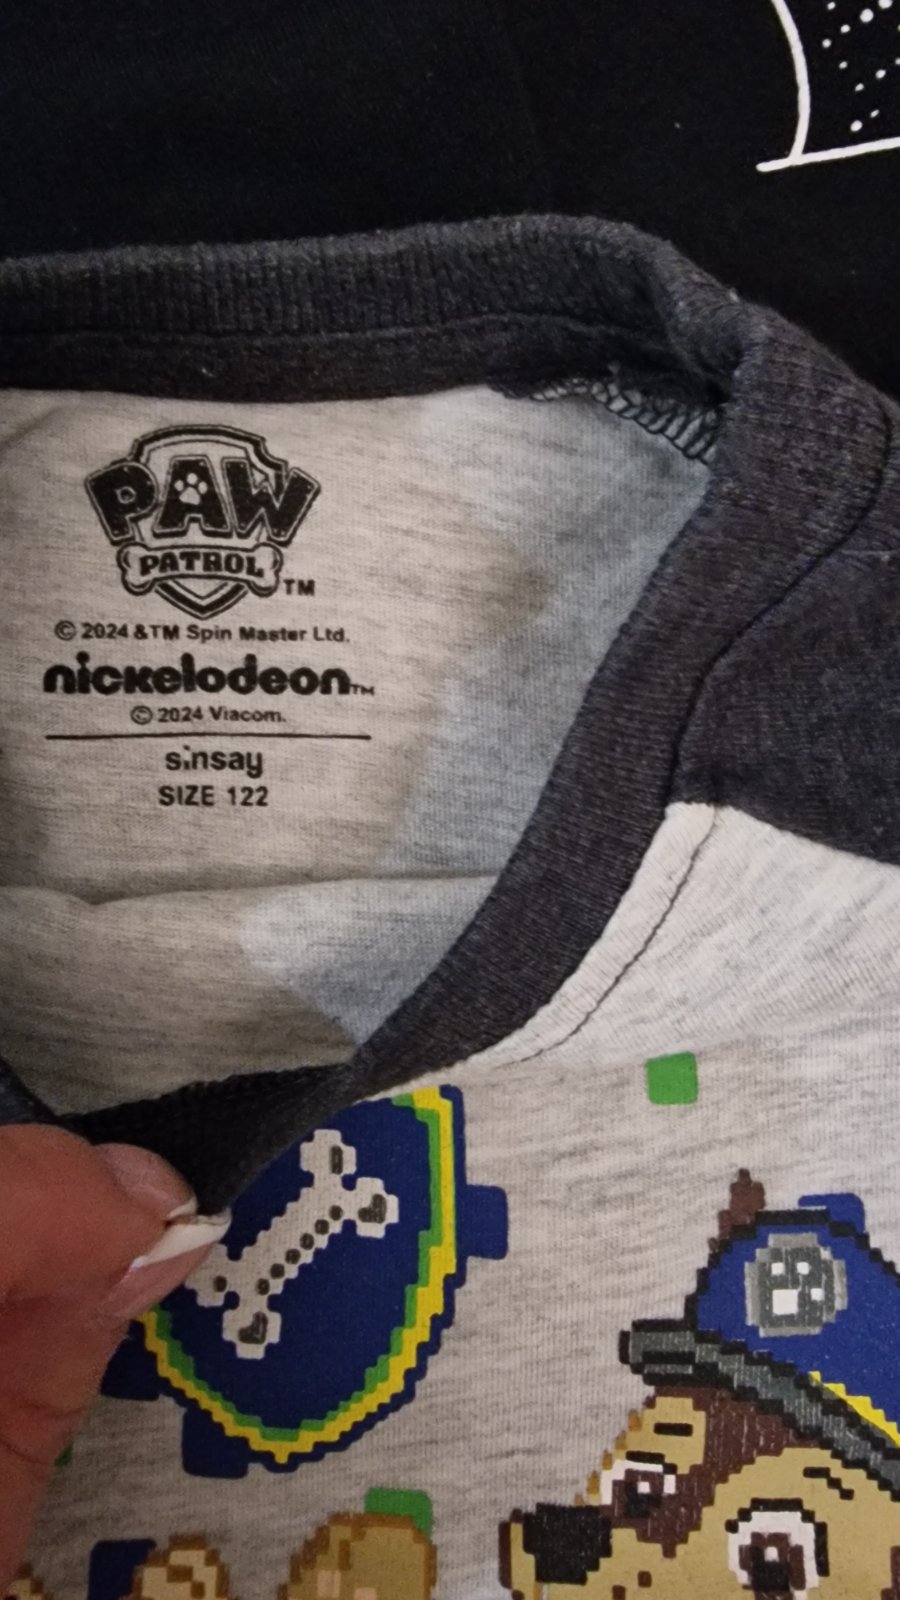 PAW
PATROL TM
© 2024 &TM Spin Master Ltd.
nickelodeon TM
© 2024 Viacom.
sinsay
SIZE 122